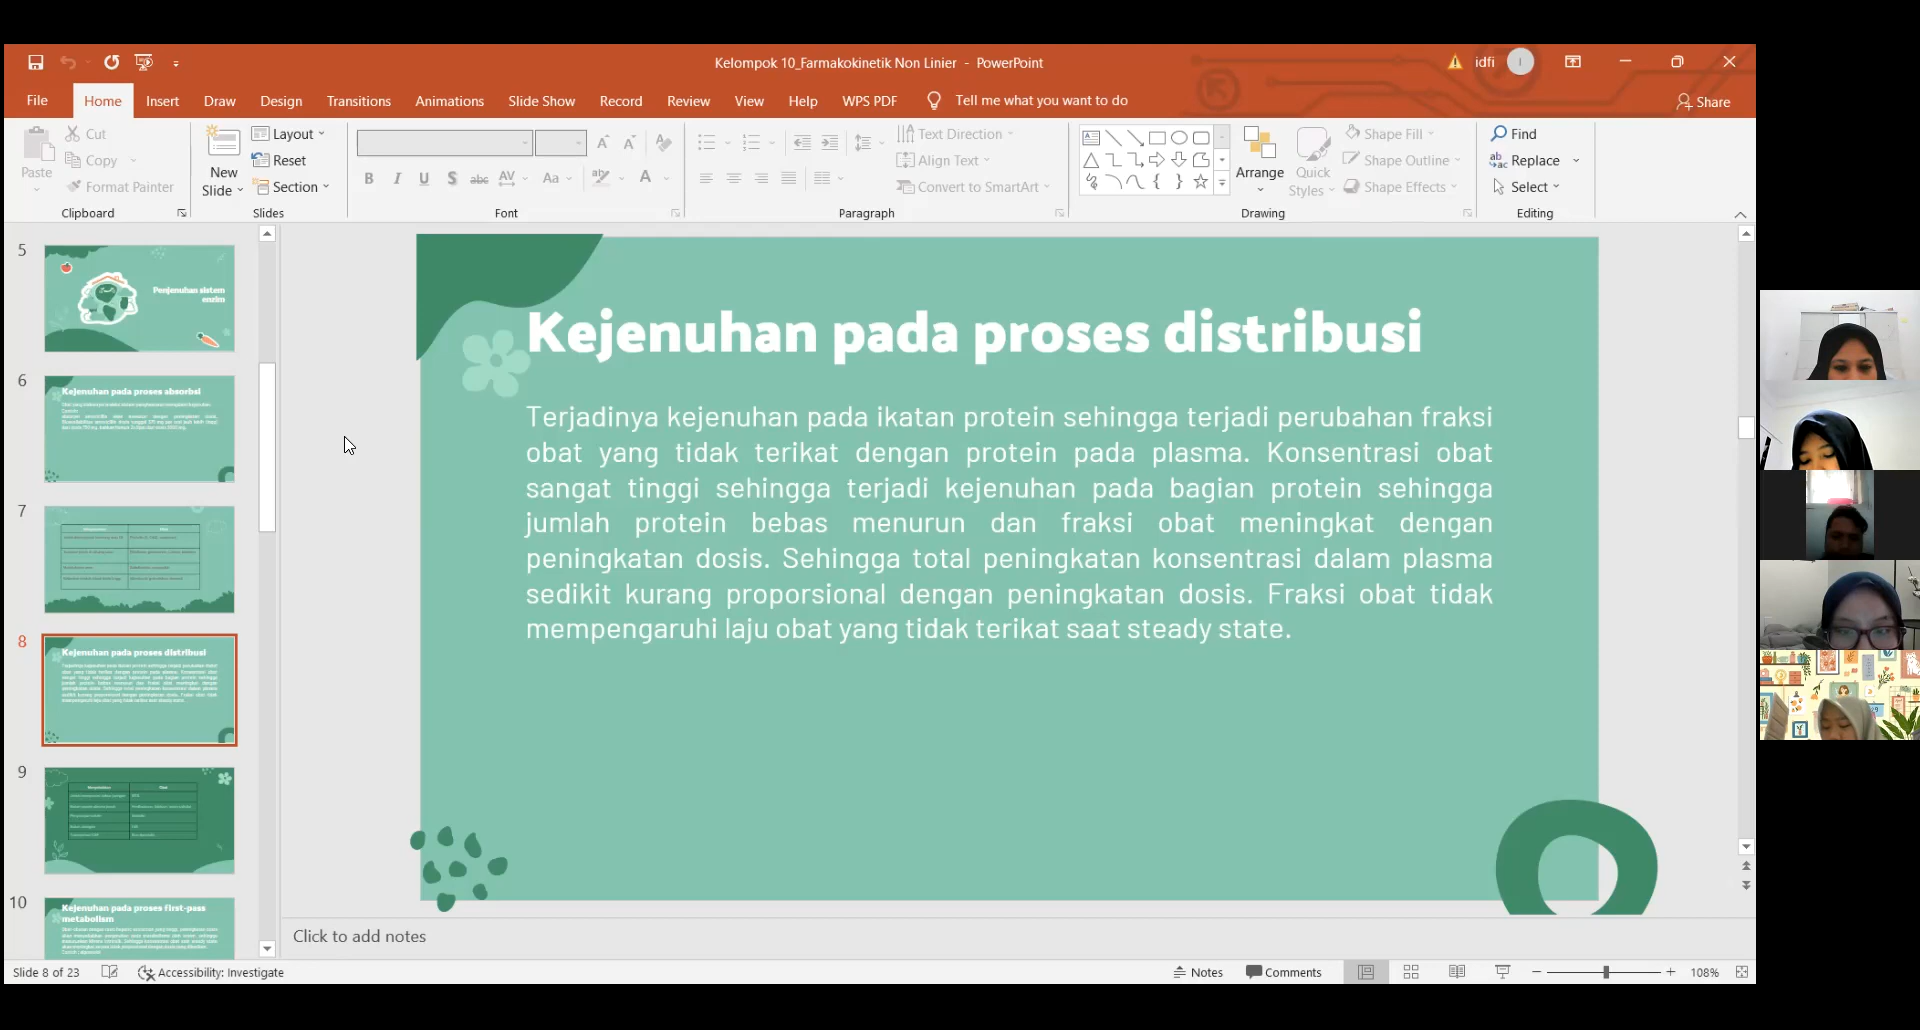 Kelompok 10_Farmakokinetik Non Linier - PowerPoint
idfi
I
File Home Insert Draw Design Transitions Animations Slide Show Record Review View Help WPS PDF Tell me what you want to do
Share
Paste
Cut
Copy
Format Painter
Clipboard
New Slide
Layout
Reset
Section
Slides
B I U S abc AV Aa A
Font
Text Direction
Align Text
Convert to SmartArt
Paragraph
Arrange
Quick Styles
Shape Fill
Shape Outline
Shape Effects
Drawing
Find
Replace
Select
Editing
5
Penjenuhan sistem
enzim
6
Kejenuhan pada proses absorbsi
7
8
Kejenuhan pada proses distribusi
9
10
Kejenuhan pada proses first-pass
metabolism
Kejenuhan pada proses distribusi
Terjadinya kejenuhan pada ikatan protein sehingga terjadi perubahan fraksi
obat yang tidak terikat dengan protein pada plasma. Konsentrasi obat
sangat tinggi sehingga terjadi kejenuhan pada bagian protein sehingga
jumlah protein bebas menurun dan fraksi obat meningkat dengan
peningkatan dosis. Sehingga total peningkatan konsentrasi dalam plasma
sedikit kurang proporsional dengan peningkatan dosis. Fraksi obat tidak
mempengaruhi laju obat yang tidak terikat saat steady state.
Click to add notes
Slide 8 of 23
Accessibility: Investigate
Notes
Comments
108%